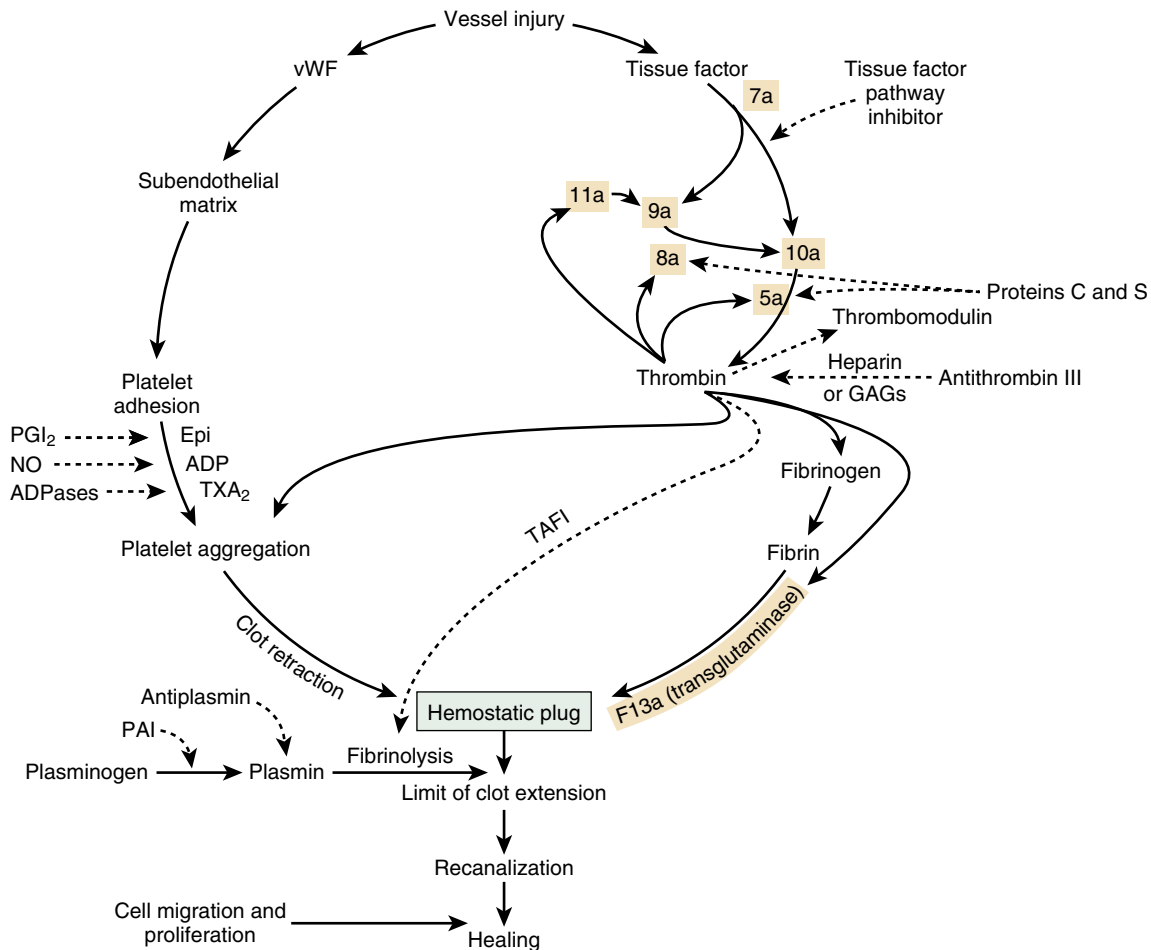 Vessel injury
vWF
Tissue factor
7a
Tissue factor
pathway
inhibitor
Subendothelial
matrix
11a
9a
8a
10a
5a
Proteins C and S
Thrombomodulin
Thrombin
Heparin
or GAGs
Antithrombin III
Platelet
adhesion
PGI₂
Epi
NO
ADP
ADPases
TXA₂
Platelet aggregation
Fibrinogen
TAFI
Fibrin
F13a (transglutaminase)
Clot retraction
Hemostatic plug
Antiplasmin
PAI
Plasminogen
Plasmin
Fibrinolysis
Limit of clot extension
Recanalization
Cell migration and
proliferation
Healing